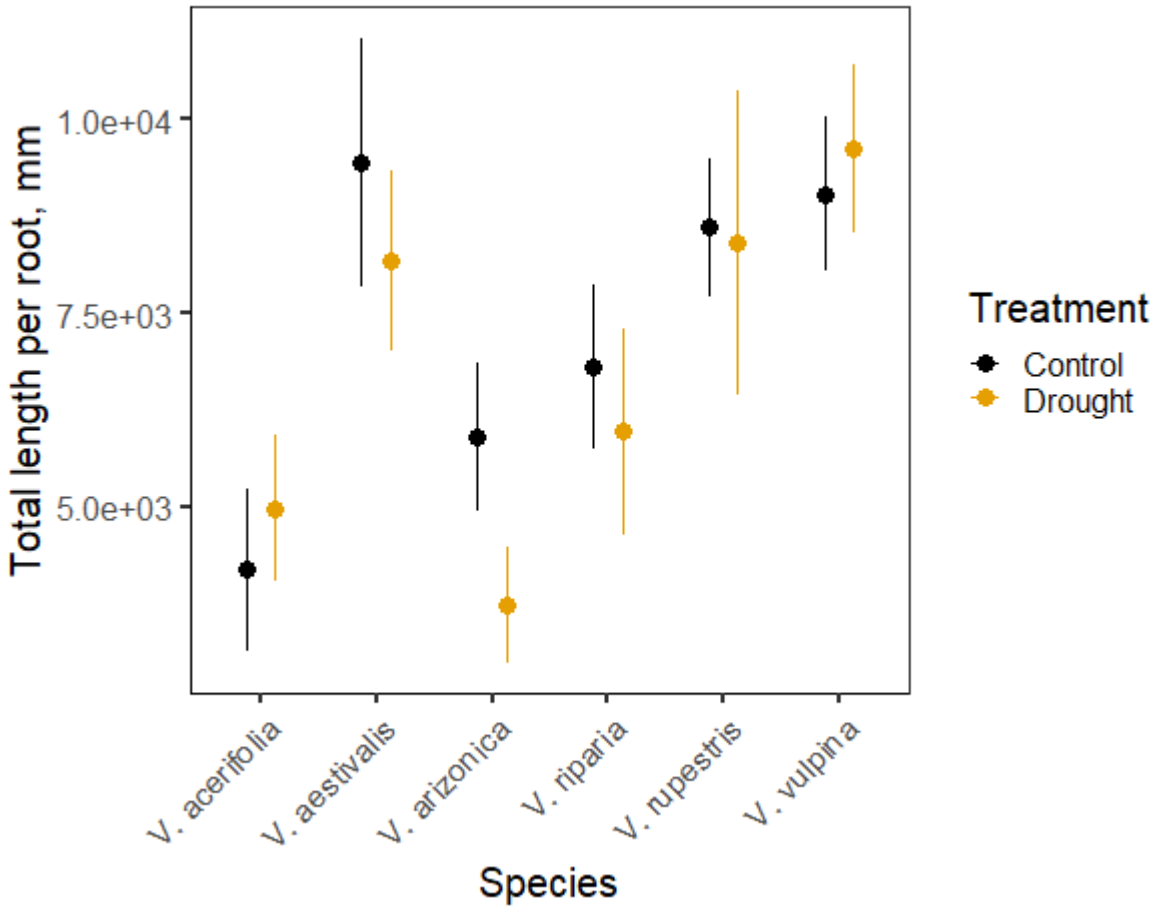 Total length per root, mm
1.0e+04
7.5e+03
5.0e+03
V. acerifolia
V. aestivalis
V. arizonica
V. riparia
V. rupestris
V. vulpina
Species
Treatment
Control
Drought